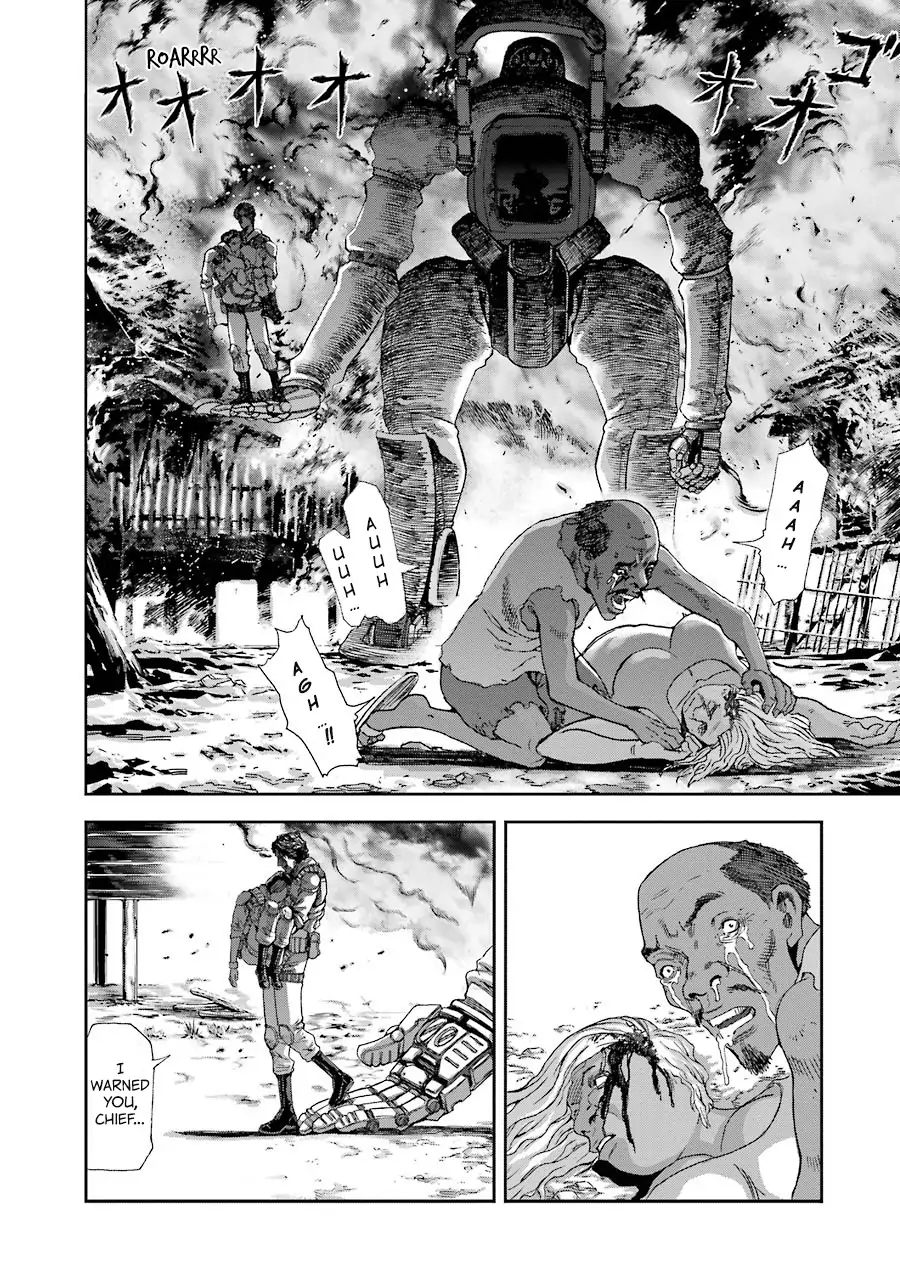 ゴオオ
オオオオ
ROARRRR
AAAH
...
AUUH
UUH...
AGH
...!!
I
WARNED
YOU,
CHIEF...